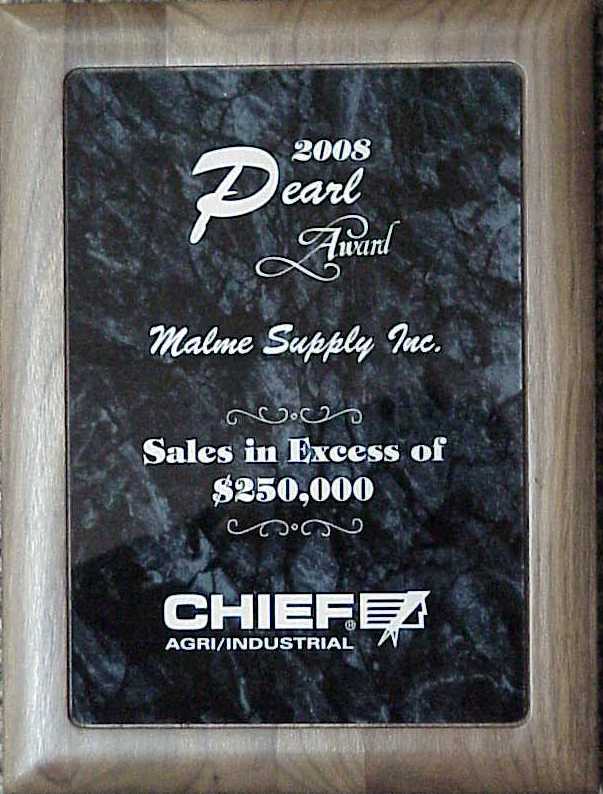 2008
Pearl
Award
Malme Supply Inc.
Sales in Excess of
$250,000
CHIEF®
AGRI/INDUSTRIAL